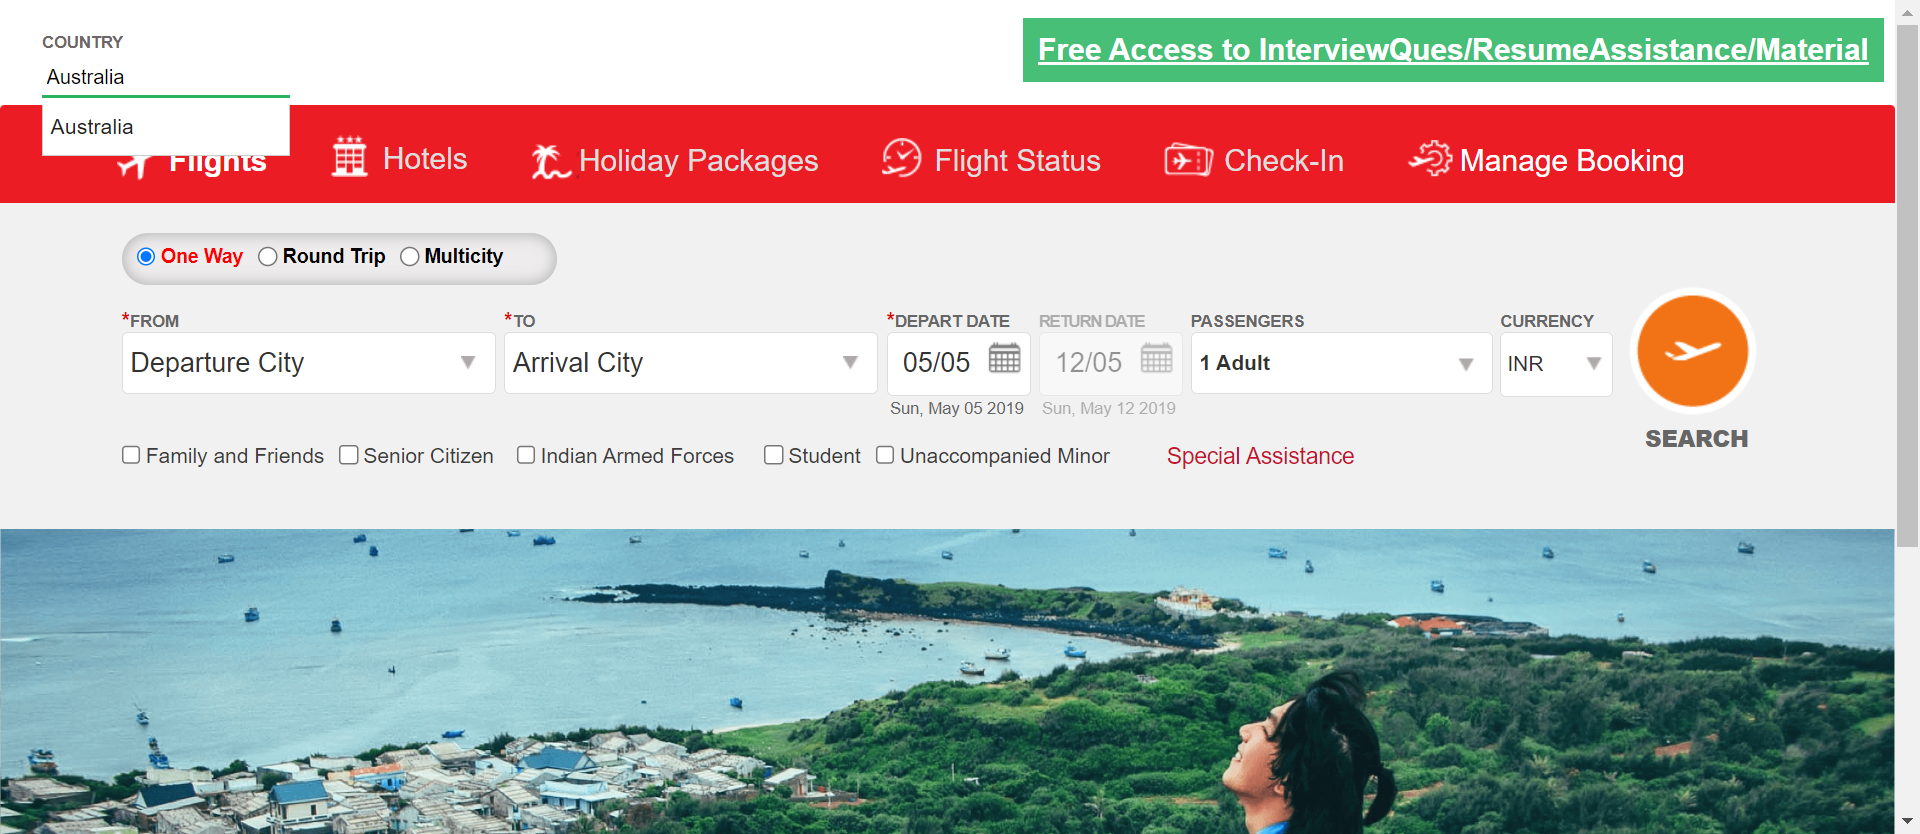 COUNTRY
Australia
Australia
Free Access to InterviewQues/ResumeAssistance/Material
Flights
Hotels
Holiday Packages
Flight Status
Check-In
Manage Booking
One Way
Round Trip
Multicity
*FROM
*TO
*DEPART DATE
RETURN DATE
PASSENGERS
CURRENCY
Departure City
Arrival City
05/05
12/05
1 Adult
INR
Sun, May 05 2019
Sun, May 12 2019
SEARCH
Family and Friends
Senior Citizen
Indian Armed Forces
Student
Unaccompanied Minor
Special Assistance